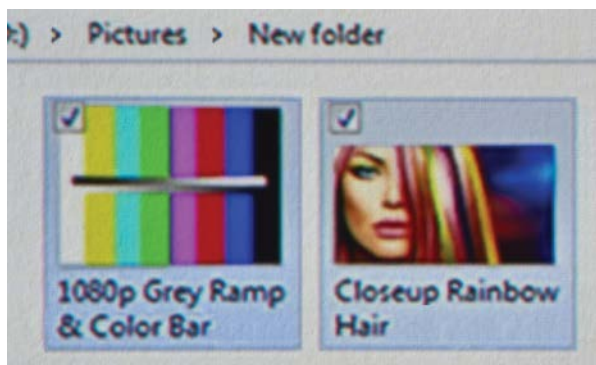 :) > Pictures > New folder
1080p Grey Ramp
& Color Bar
Closeup Rainbow
Hair